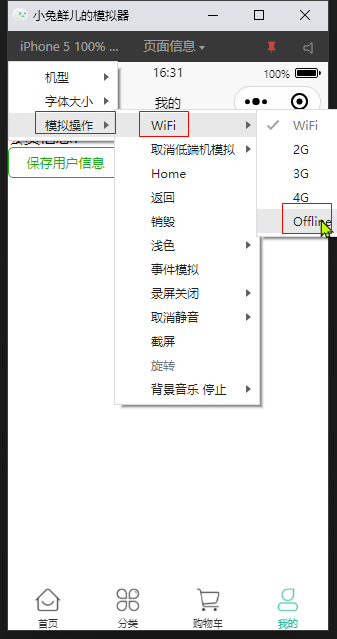 小兔鲜儿的模拟器
iPhone 5 100% ...
页面信息
16:31
100%
我的
机型
字体大小
模拟操作
保存用户信息
WiFi
取消低端机模拟
Home
返回
销毁
浅色
事件模拟
录屏关闭
取消静音
截屏
旋转
背景音乐 停止
WiFi
2G
3G
4G
Offline
首页
分类
购物车
我的